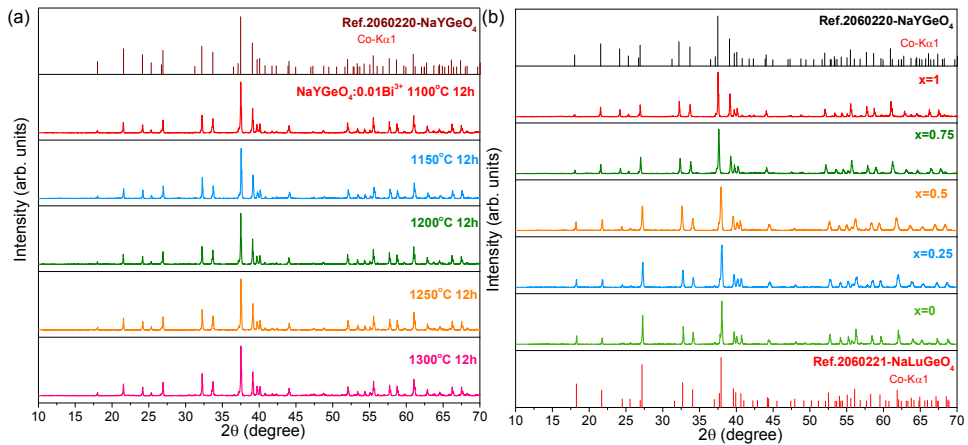 (a)
Ref.2060220-NaYGeO₄
Co-Kα1
NaYGeO₄:0.01Bi³⁺ 1100°C 12h
1150°C 12h
1200°C 12h
1250°C 12h
1300°C 12h
Intensity (arb. units)
10 15 20 25 30 35 40 45 50 55 60 65 70
2θ (degree)
(b)
Ref.2060220-NaYGeO₄
Co-Kα1
x=1
x=0.75
x=0.5
x=0.25
x=0
Ref.2060221-NaLuGeO₄
Co-Kα1
Intensity (arb. units)
10 15 20 25 30 35 40 45 50 55 60 65 70
2θ (degree)